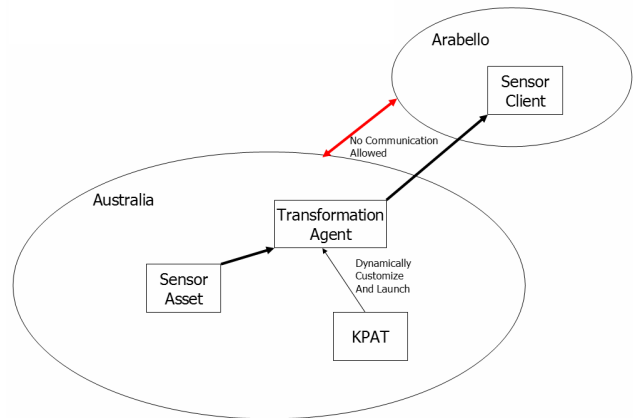 Arabello
Sensor
Client
No Communication
Allowed
Australia
Transformation
Agent
Sensor
Asset
Dynamically
Customize
And Launch
KPAT